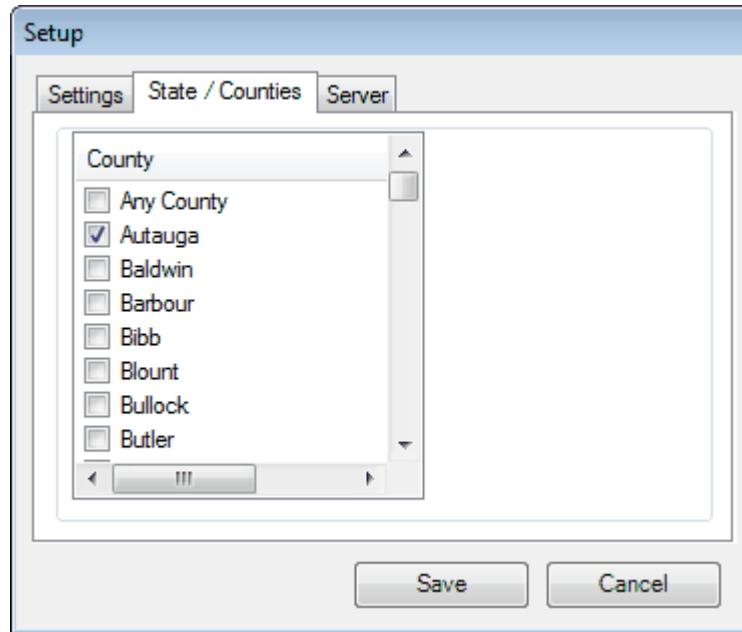 Setup
Settings State / Counties Server
County
Any County
Autauga
Baldwin
Barbour
Bibb
Blount
Bullock
Butler
Save Cancel